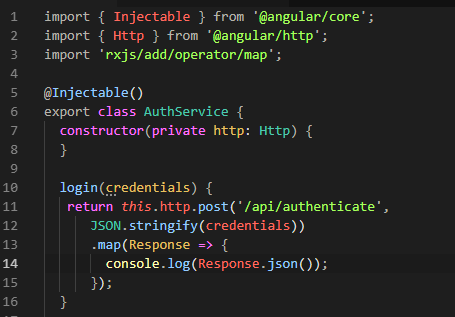 1 import { Injectable } from '@angular/core';
2 import { Http } from '@angular/http';
3 import 'rxjs/add/operator/map';
4
5 @Injectable()
6 export class AuthService {
7   constructor(private http: Http) {
8   }
9
10   login(credentials) {
11    return this.http.post('/api/authenticate',
12       JSON.stringify(credentials))
13       .map(Response => {
14         console.log(Response.json());
15       });
16   }